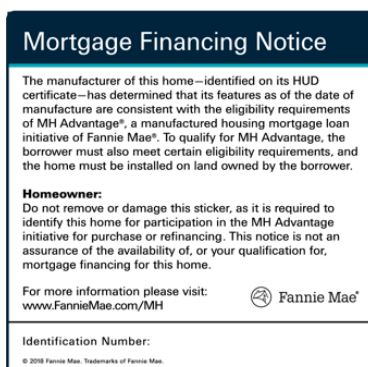 Mortgage Financing Notice
The manufacturer of this home—identified on its HUD
certificate—has determined that its features as of the date of
manufacture are consistent with the eligibility requirements
of MH Advantage®, a manufactured housing mortgage loan
initiative of Fannie Mae®. To qualify for MH Advantage, the
borrower must also meet certain eligibility requirements, and
the home must be installed on land owned by the borrower.
Homeowner:
Do not remove or damage this sticker, as it is required to
identify this home for participation in the MH Advantage
initiative for purchase or refinancing. This notice is not an
assurance of the availability of, or your qualification for,
mortgage financing for this home.
For more information please visit:
www.FannieMae.com/MH
Fannie Mae®
Identification Number:
© 2018 Fannie Mae. Trademarks of Fannie Mae.